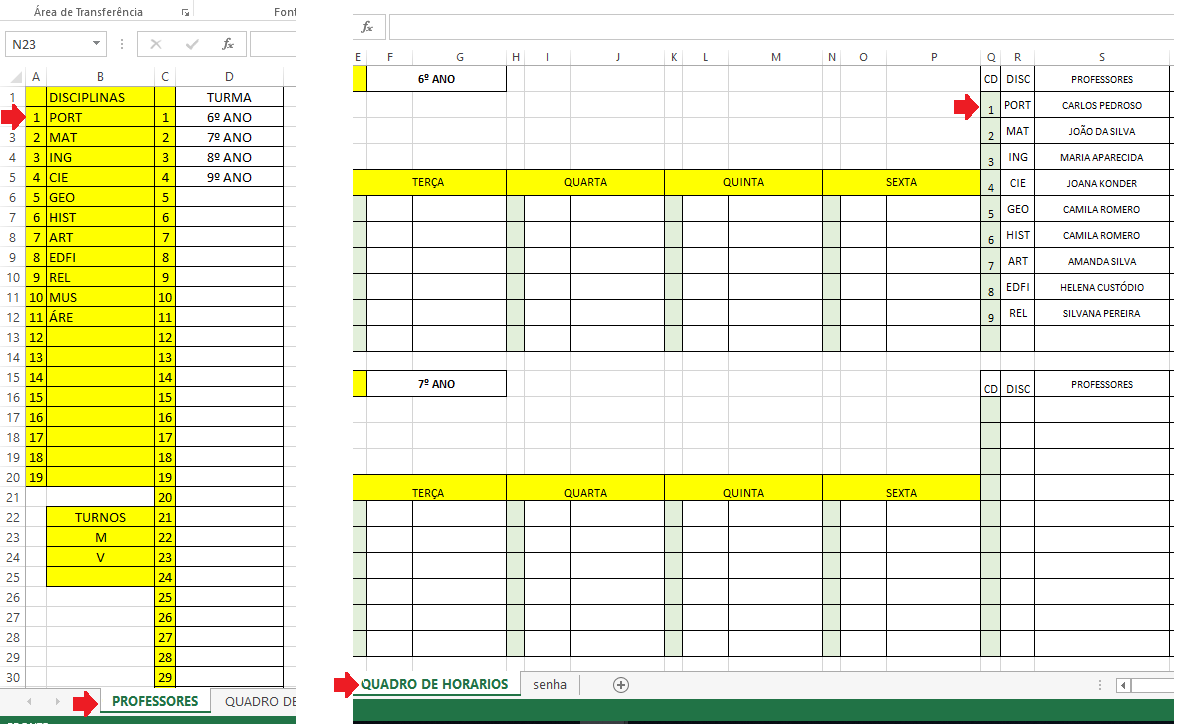 Área de Transferência
Font
N23
fx
A B C D
1 DISCIPLINAS TURMA
1 PORT 1 6º ANO
3 2 MAT 2 7º ANO
4 3 ING 3 8º ANO
5 4 CIE 4 9º ANO
6 5 GEO 5
7 6 HIST 6
8 7 ART 7
9 8 EDFI 8
10 9 REL 9
11 10 MUS 10
12 11 ÁRE 11
13 12 12
14 13 13
15 14 14
16 15 15
17 16 16
18 17 17
19 18 18
20 19 19
21 20
22 TURNOS 21
23 M 22
24 V 23
25 24
26 25
27 26
28 27
29 28
30 29
PROFESSORES QUADRO DE
fx
E F G H I J K L M N O P Q R S
6º ANO CD DISC PROFESSORES
1 PORT CARLOS PEDROSO
2 MAT JOÃO DA SILVA
3 ING MARIA APARECIDA
TERÇA QUARTA QUINTA SEXTA 4 CIE JOANA KONDER
5 GEO CAMILA ROMERO
6 HIST CAMILA ROMERO
7 ART AMANDA SILVA
8 EDFI HELENA CUSTÓDIO
9 REL SILVANA PEREIRA
7º ANO CD DISC PROFESSORES
TERÇA QUARTA QUINTA SEXTA
QUADRO DE HORARIOS senha